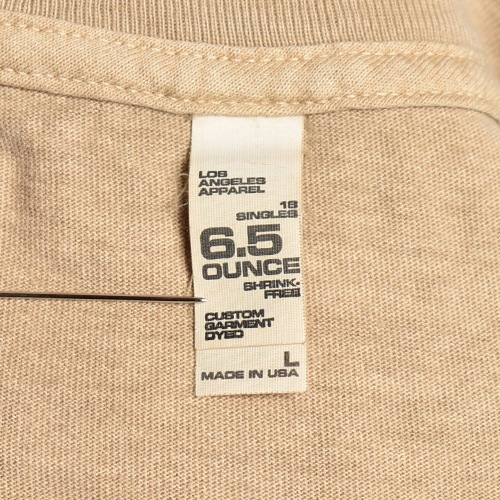 LOS
ANGELES
APPAREL
18
SINGLES
6.5
OUNCE
SHRINK-
FREE
CUSTOM
GARMENT
DYED
L
MADE IN USA